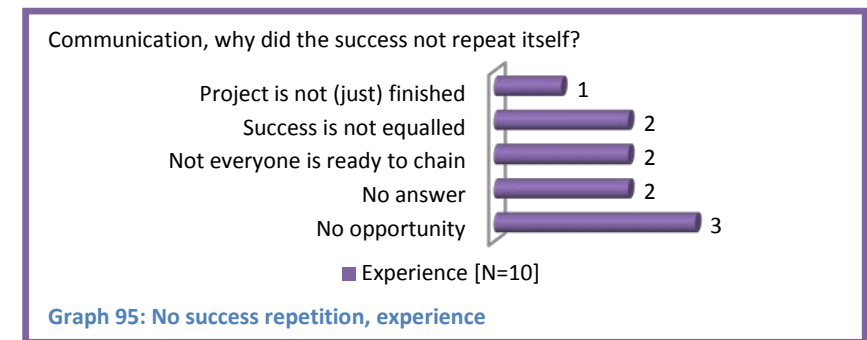 Communication, why did the success not repeat itself?
Project is not (just) finished 1
Success is not equalled 2
Not everyone is ready to chain 2
No answer 2
No opportunity 3
Experience [N=10]
Graph 95: No success repetition, experience